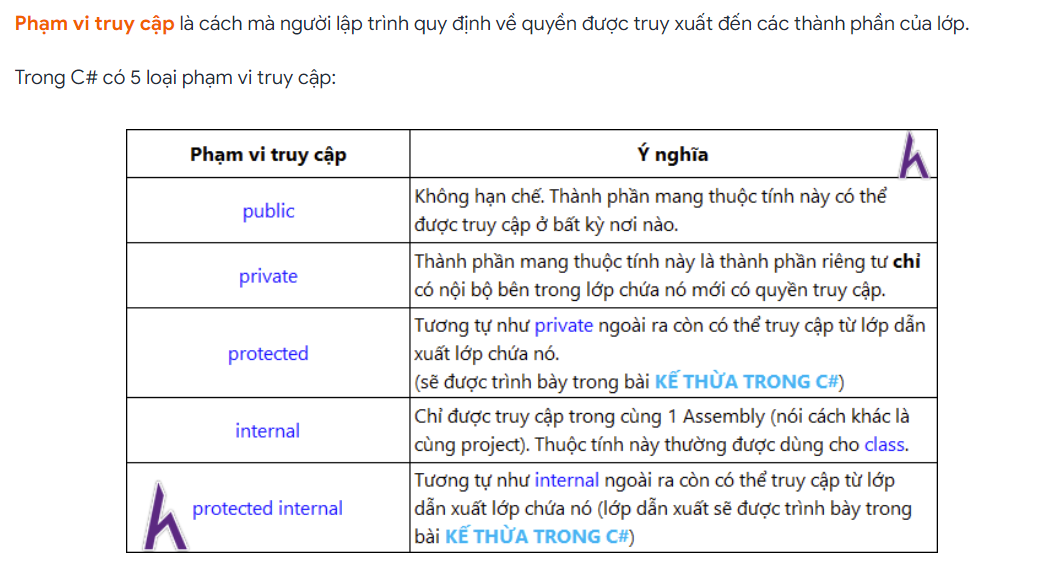 Phạm vi truy cập là cách mà người lập trình quy định về quyền được truy xuất đến các thành phần của lớp.
Trong C# có 5 loại phạm vi truy cập:
Phạm vi truy cập
Ý nghĩa
public
Không hạn chế. Thành phần mang thuộc tính này có thể
được truy cập ở bất kỳ nơi nào.
private
Thành phần mang thuộc tính này là thành phần riêng tư chỉ
có nội bộ bên trong lớp chứa nó mới có quyền truy cập.
protected
Tương tự như private ngoài ra còn có thể truy cập từ lớp dẫn
xuất lớp chứa nó.
(sẽ được trình bày trong bài KẾ THỪA TRONG C#)
internal
Chỉ được truy cập trong cùng 1 Assembly (nói cách khác là
cùng project). Thuộc tính này thường được dùng cho class.
protected internal
Tương tự như internal ngoài ra còn có thể truy cập từ lớp
dẫn xuất lớp chứa nó (lớp dẫn xuất sẽ được trình bày trong
bài KẾ THỪA TRONG C#)